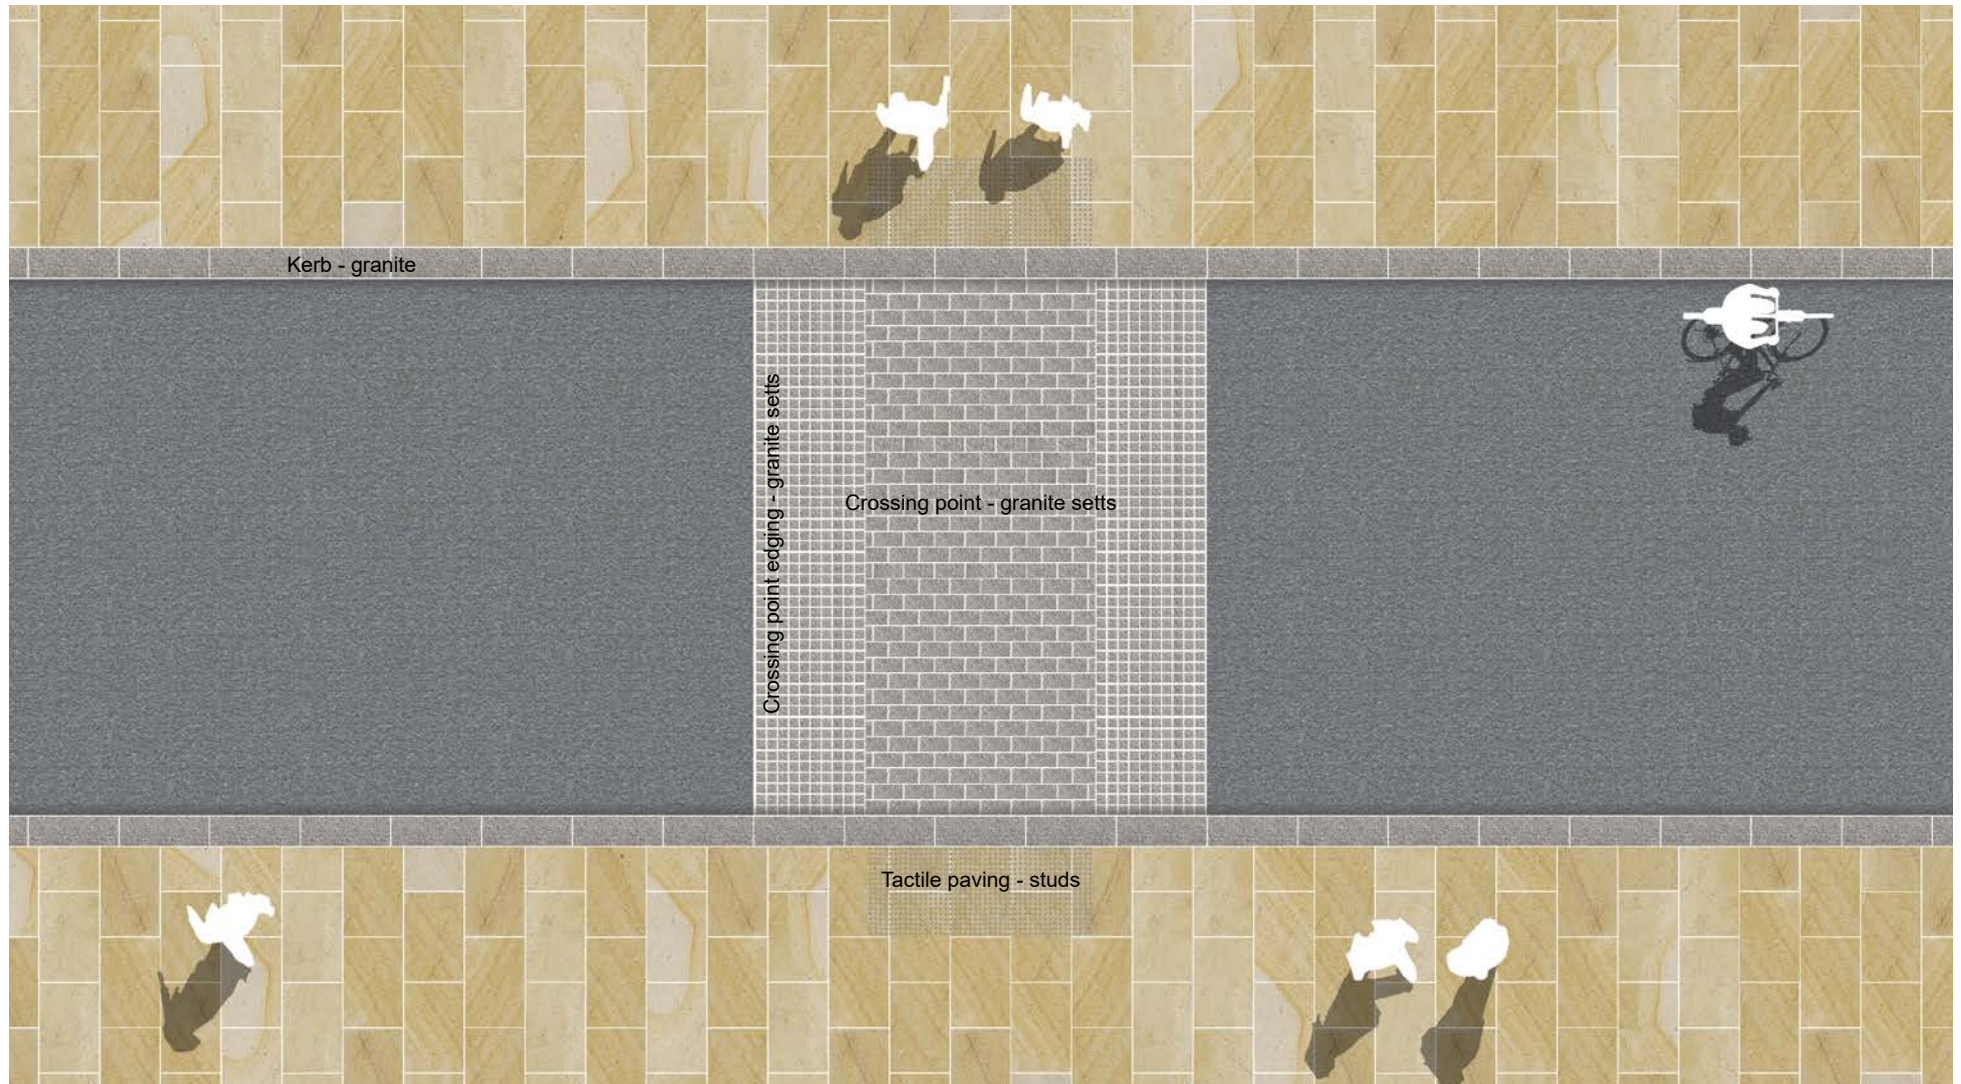 Kerb - granite
Crossing point edging - granite setts
Crossing point - granite setts
Tactile paving - studs